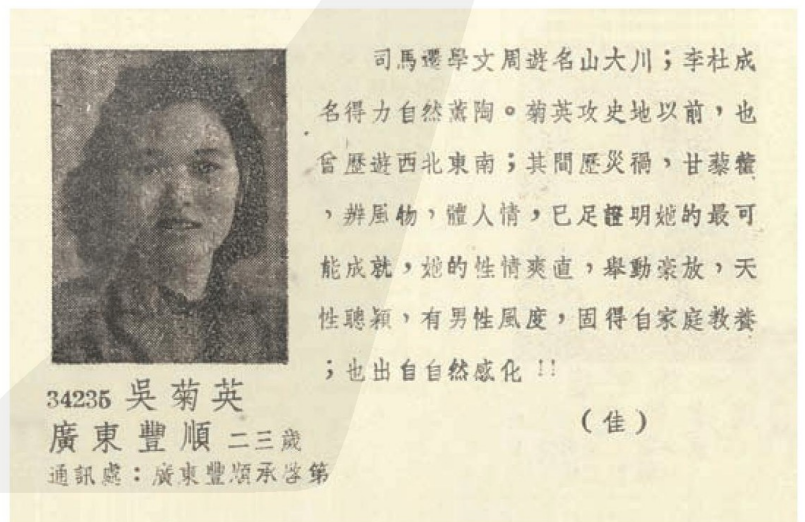 司馬遷學文周遊名山大川；李杜成
名得力自然薰陶。菊英攻史地以前，也
曾歷遊西北東南；其間歷災禍，甘藜藿
，辨風物，體人情，已足證明她的最可
能成就，她的性情爽直，舉動豪放，天
性聰穎，有男性風度，固得自家庭教養
；也出自自然感化！！
（佳）
34235 吳菊英
廣東豐順 二三歲
通訊處：廣東豐順承啓第